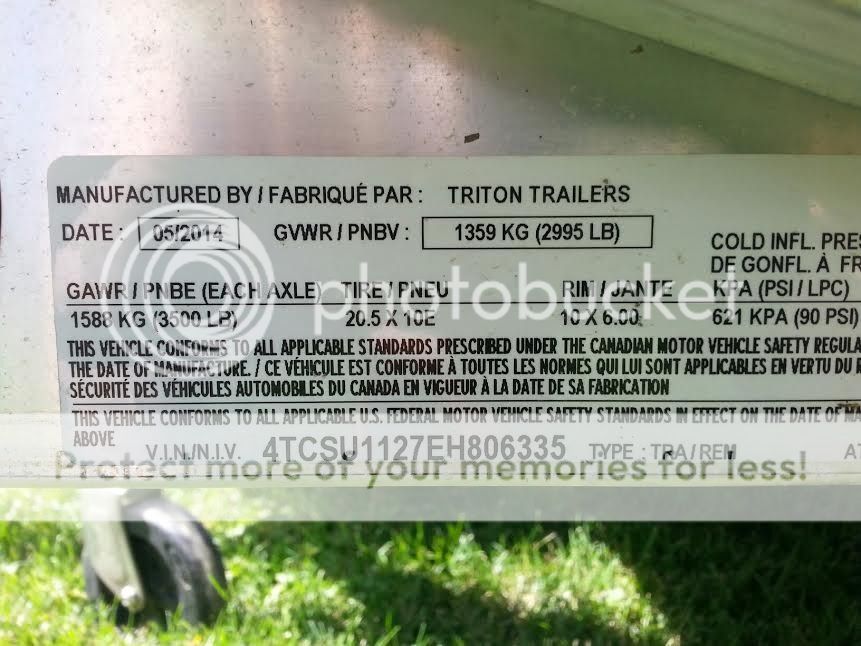 MANUFACTURED BY / FABRIQUÉ PAR : TRITON TRAILERS
DATE : 05/2014 GVWR / PNBV : 1359 KG (2995 LB)
COLD INFL. PRES
DE GONFL. À FR
GAWR / PNBE (EACH AXLE) TIRE / PNEU RIM / JANTE KPA (PSI / LPC)
1588 KG (3500 LB) 20.5 X 10E 10 X 6.00 621 KPA (90 PSI)
THIS VEHICLE CONFORMS TO ALL APPLICABLE STANDARDS PRESCRIBED UNDER THE CANADIAN MOTOR VEHICLE SAFETY REGULA
THE DATE OF MANUFACTURE. / CE VÉHICULE EST CONFORME À TOUTES LES NORMES QUI LUI SONT APPLICABLES EN VERTU DU R
SÉCURITÉ DES VÉHICULES AUTOMOBILES DU CANADA EN VIGUEUR À LA DATE DE SA FABRICATION
THIS VEHICLE CONFORMS TO ALL APPLICABLE U.S. FEDERAL MOTOR VEHICLE SAFETY STANDARDS IN EFFECT ON THE DATE OF MA
ABOVE
V.I.N./N.I.V. 4TCSU1127EH806335 TYPE : TRA / REM AT
photobucket
Protect more of your memories for less!